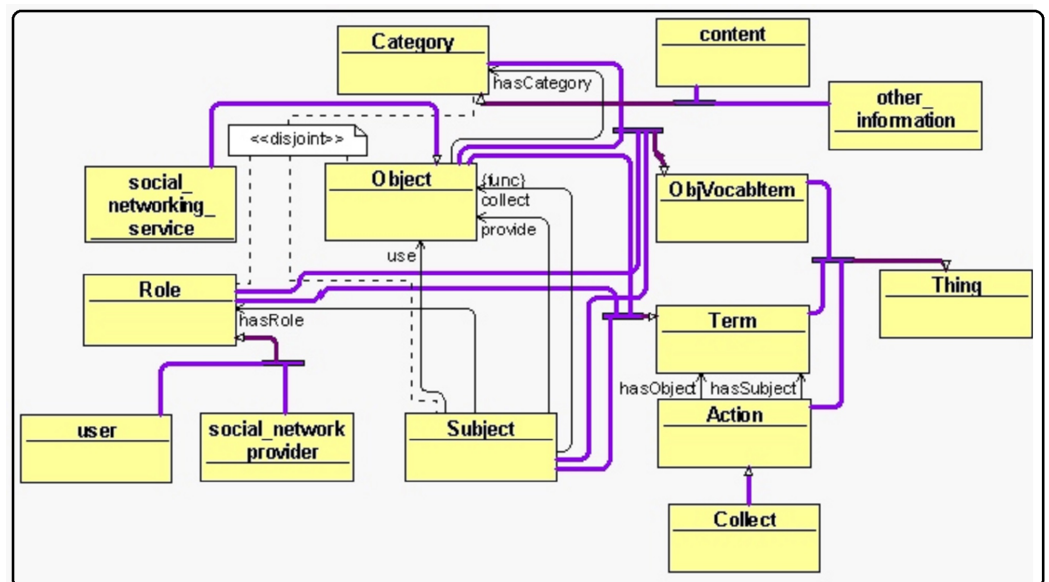 Category
content
hasCategory
other_
information
<<disjoint>>
social_
networking_
service
Object
{func}
collect
provide
ObjVocabItem
use
Role
Thing
hasRole
Term
hasObject
hasSubject
user
social_network
provider
Subject
Action
Collect